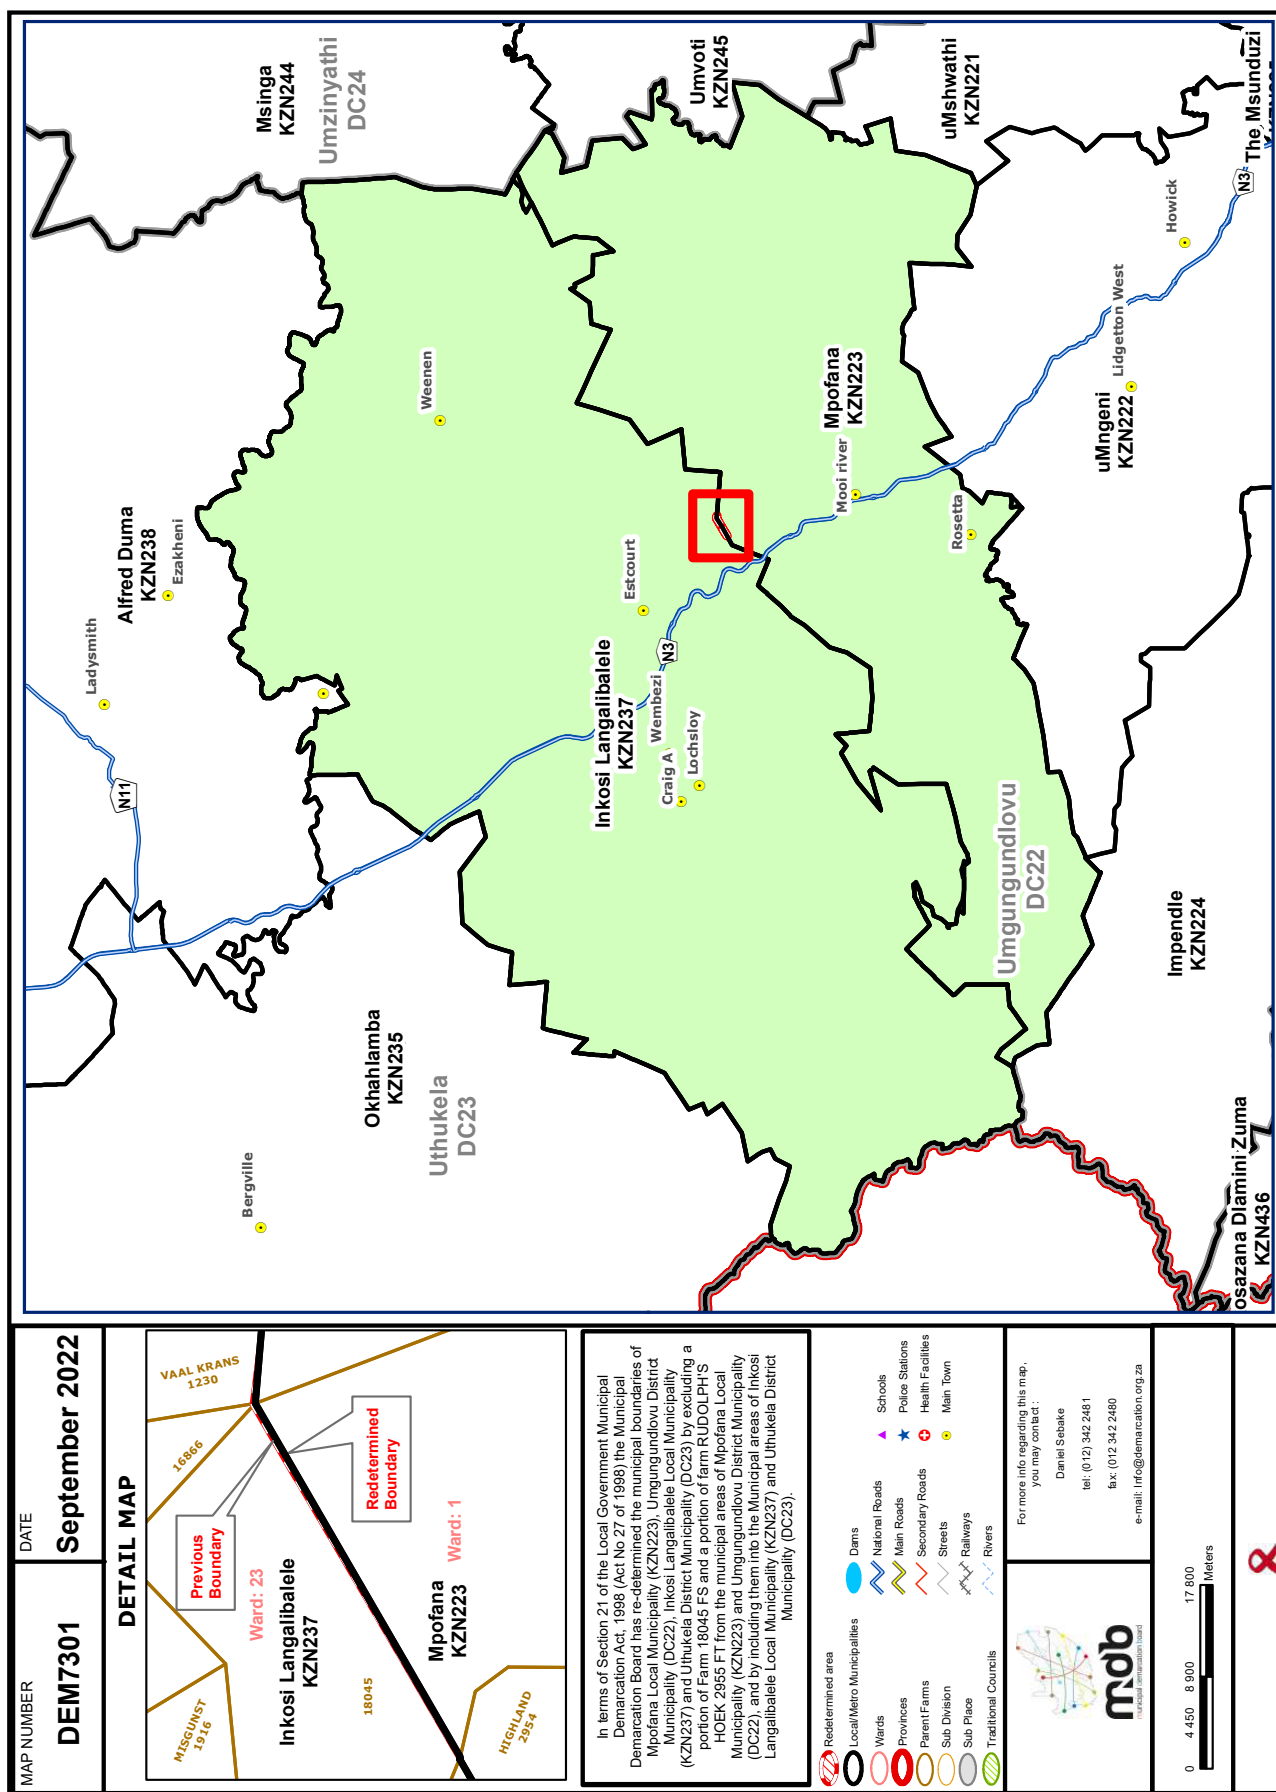 MAP NUMBER
DEM7301
DATE
September 2022
DETAIL MAP
VAAL KRANS
1230
16866
Previous
Boundary
Redetermined
Boundary
Ward: 23
Ward: 1
Inkosi Langalibalele
KZN237
Mpofana
KZN223
MISGUNST
1916
18045
HIGHLAND
2954
In terms of Section 21 of the Local Government Municipal
Demarcation Act, 1998 (Act No 27 of 1998) the Municipal
Demarcation Board has re-determined the municipal boundaries of
Mpofana Local Municipality (KZN223), Umgungundlovu District
Municipality (DC22), Inkosi Langalibalele Local Municipality
(KZN237) and Uthukela District Municipality (DC23) by excluding a
portion of Farm 18045 FS and a portion of farm RUDOLPH'S
HOEK 2955 FT from the municipal areas of Mpofana Local
Municipality (KZN223) and Umgungundlovu District Municipality
(DC22), and by including them into the Municipal areas of Inkosi
Langalibalele Local Municipality (KZN237) and Uthukela District
Municipality (DC23).
Redetermined area
Local/Metro Municipalities
Wards
Provinces
Parent Farms
Sub Division
Sub Place
Traditional Councils
Dams
National Roads
Main Roads
Secondary Roads
Streets
Railways
Rivers
Schools
Police Stations
Health Facilities
Main Town
mdb
municipal demarcation board
For more info regarding this map,
you may contact :
Daniel Sebake
tel: (012) 342 2481
fax: (012 342 2480
e-mail: Info@demarcation.org.za
0 4 450 8 900 17 800
Meters
Msinga
KZN244
Umzinyathi
DC24
Umvoti
KZN245
uMshwathi
KZN221
The Msunduzi
N3
Howick
Lidgetton West
uMngeni
KZN222
Weenen
Mpofana
KZN223
Mooi river
Rosetta
Alfred Duma
KZN238
Ezakheni
Ladysmith
N11
Estcourt
N3
Inkosi Langalibalele
KZN237
Wembezi
Craig A
Lochsloy
Umgungundlovu
DC22
Impendle
KZN224
Okhahlamba
KZN235
Uthukela
DC23
Bergville
osazana Dlamini Zuma
KZN436